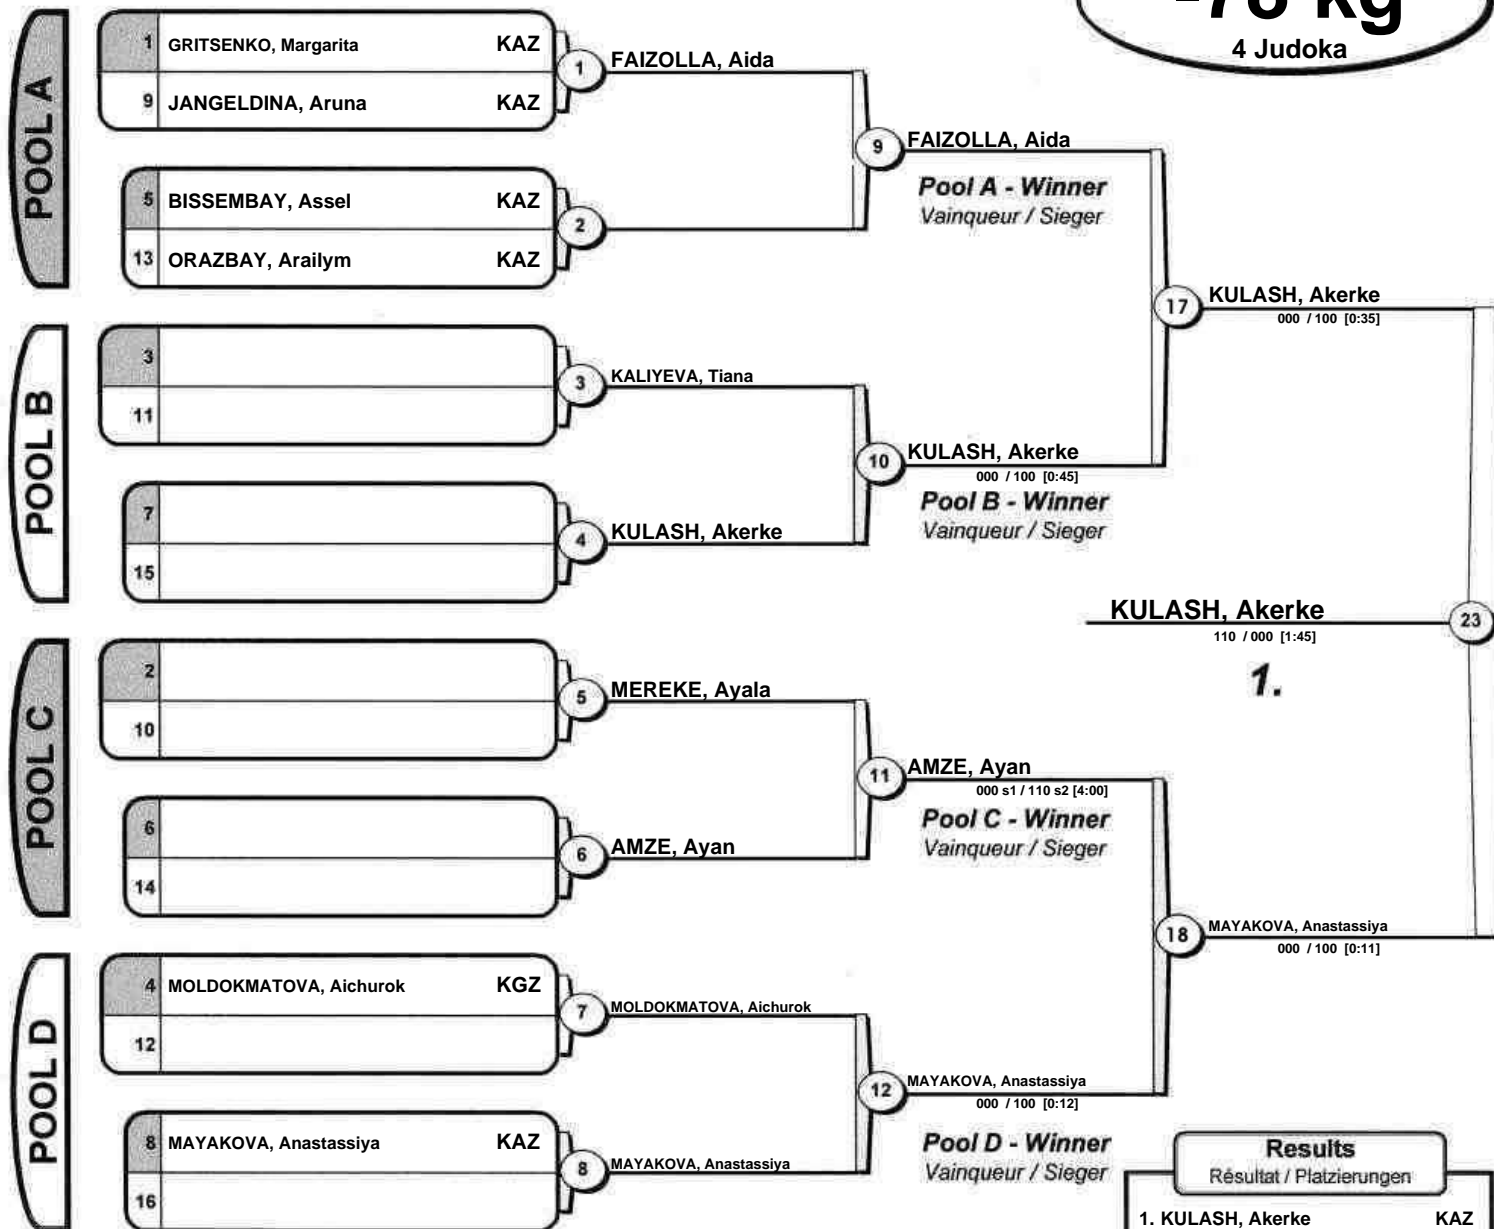 -78 kg
4 Judoka
POOL A
1 GRITSENKO, Margarita KAZ
9 JANGELDINA, Aruna KAZ
1 FAIZOLLA, Aida
5 BISSEMBAY, Assel KAZ
13 ORAZBAY, Arailym KAZ
2
9 FAIZOLLA, Aida
Pool A - Winner
Vainqueur / Sieger
POOL B
3
11
3 KALIYEVA, Tiana
7
15
4 KULASH, Akerke
10 KULASH, Akerke
000 / 100 [0:45]
Pool B - Winner
Vainqueur / Sieger
17 KULASH, Akerke
000 / 100 [0:35]
KULASH, Akerke 23
110 / 000 [1:45]
1.
POOL C
2
10
5 MEREKE, Ayala
6
14
6 AMZE, Ayan
11 AMZE, Ayan
000 s1 / 110 s2 [4:00]
Pool C - Winner
Vainqueur / Sieger
18 MAYAKOVA, Anastassiya
000 / 100 [0:11]
POOL D
4 MOLDOKMATOVA, Aichurok KGZ
12
7 MOLDOKMATOVA, Aichurok
8 MAYAKOVA, Anastassiya KAZ
16
8 MAYAKOVA, Anastassiya
12 MAYAKOVA, Anastassiya
000 / 100 [0:12]
Pool D - Winner
Vainqueur / Sieger
Results
Résultat / Platzierungen
1. KULASH, Akerke KAZ